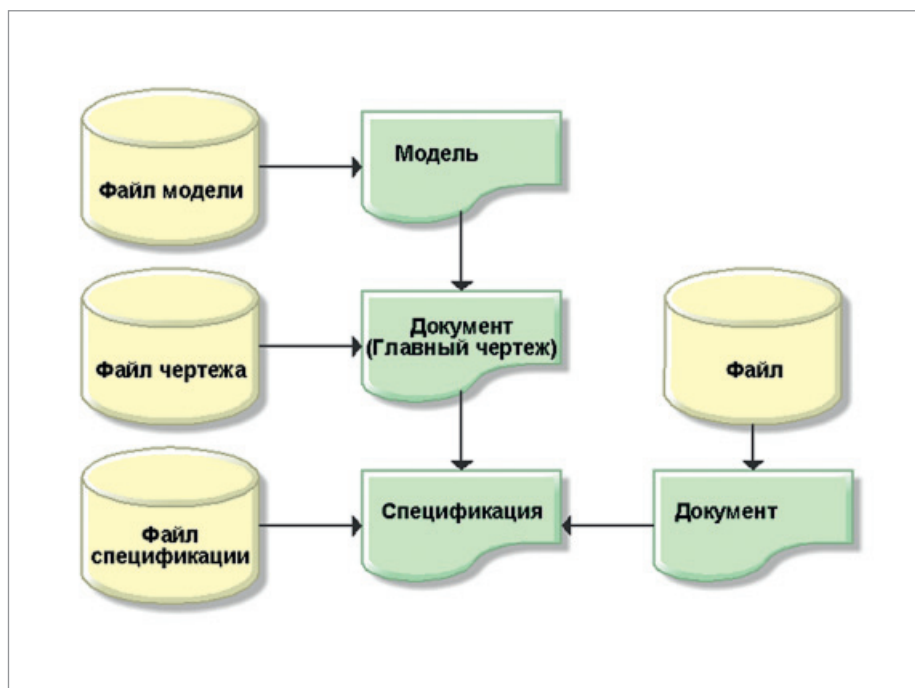 Файл модели
Модель
Файл чертежа
Документ
(Главный чертеж)
Файл
Файл
спецификации
Спецификация
Документ